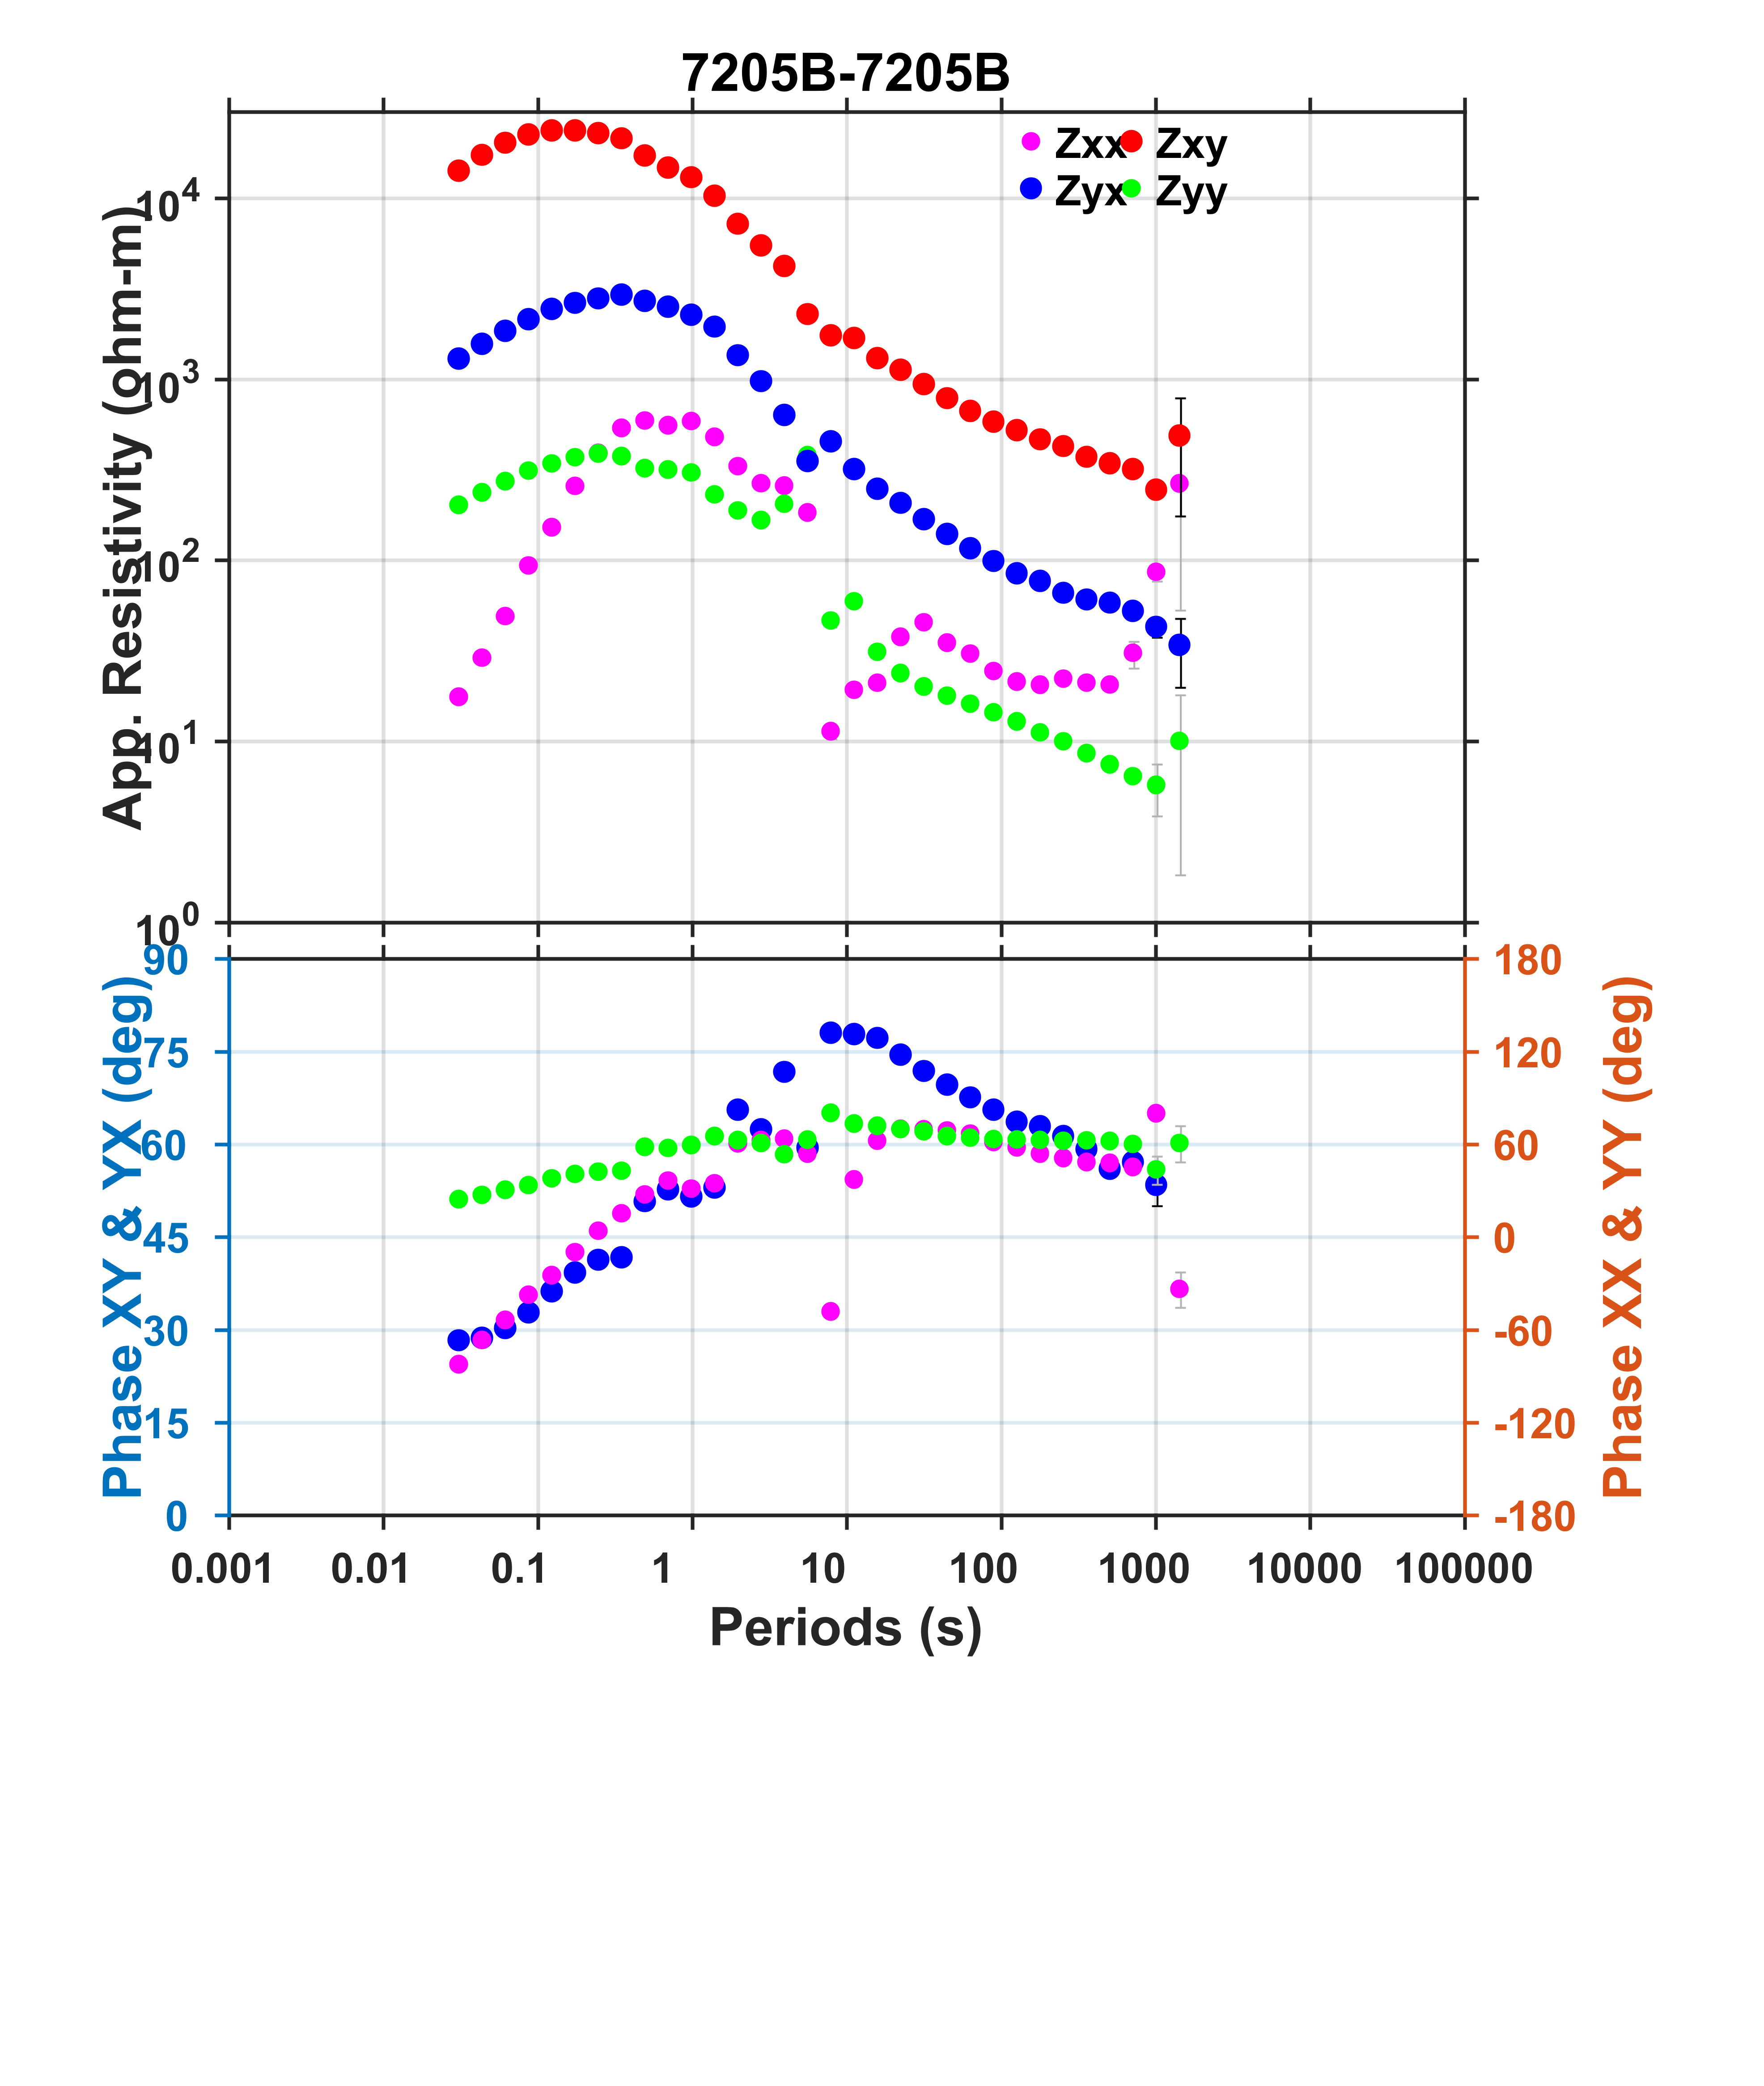 7205B-7205B
Zxx Zxy
Zyx Zyy
App. Resistivity (ohm-m)
10^4
10^3
10^2
10^1
10^0
Phase XY & YX (deg)
90
75
60
45
30
15
0
Phase XX & YY (deg)
180
120
60
0
-60
-120
-180
0.001 0.01 0.1 1 10 100 1000 10000 100000
Periods (s)